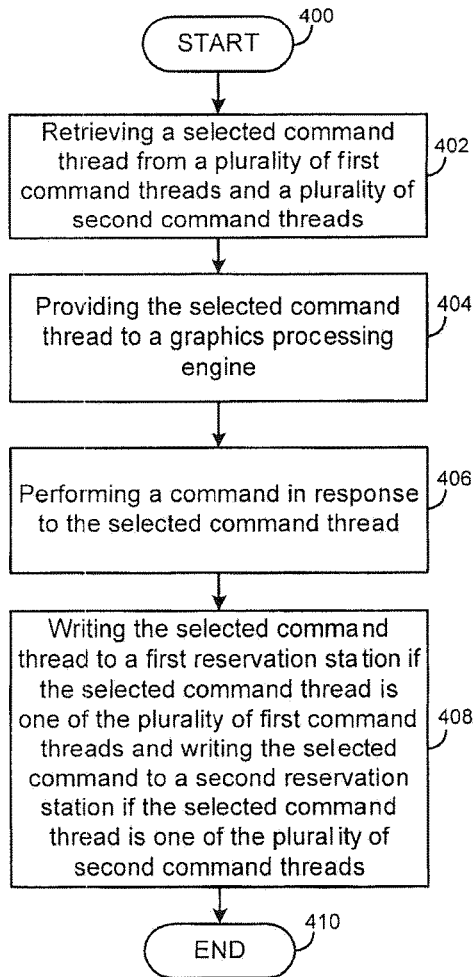 START
400
Retrieving a selected command
thread from a plurality of first
command threads and a plurality of
second command threads
402
Providing the selected command
thread to a graphics processing
engine
404
Performing a command in response
to the selected command thread
406
Writing the selected command
thread to a first reservation station if
the selected command thread is
one of the plurality of first command
threads and writing the selected
command to a second reservation
station if the selected command
thread is one of the plurality of
second command threads
408
END
410